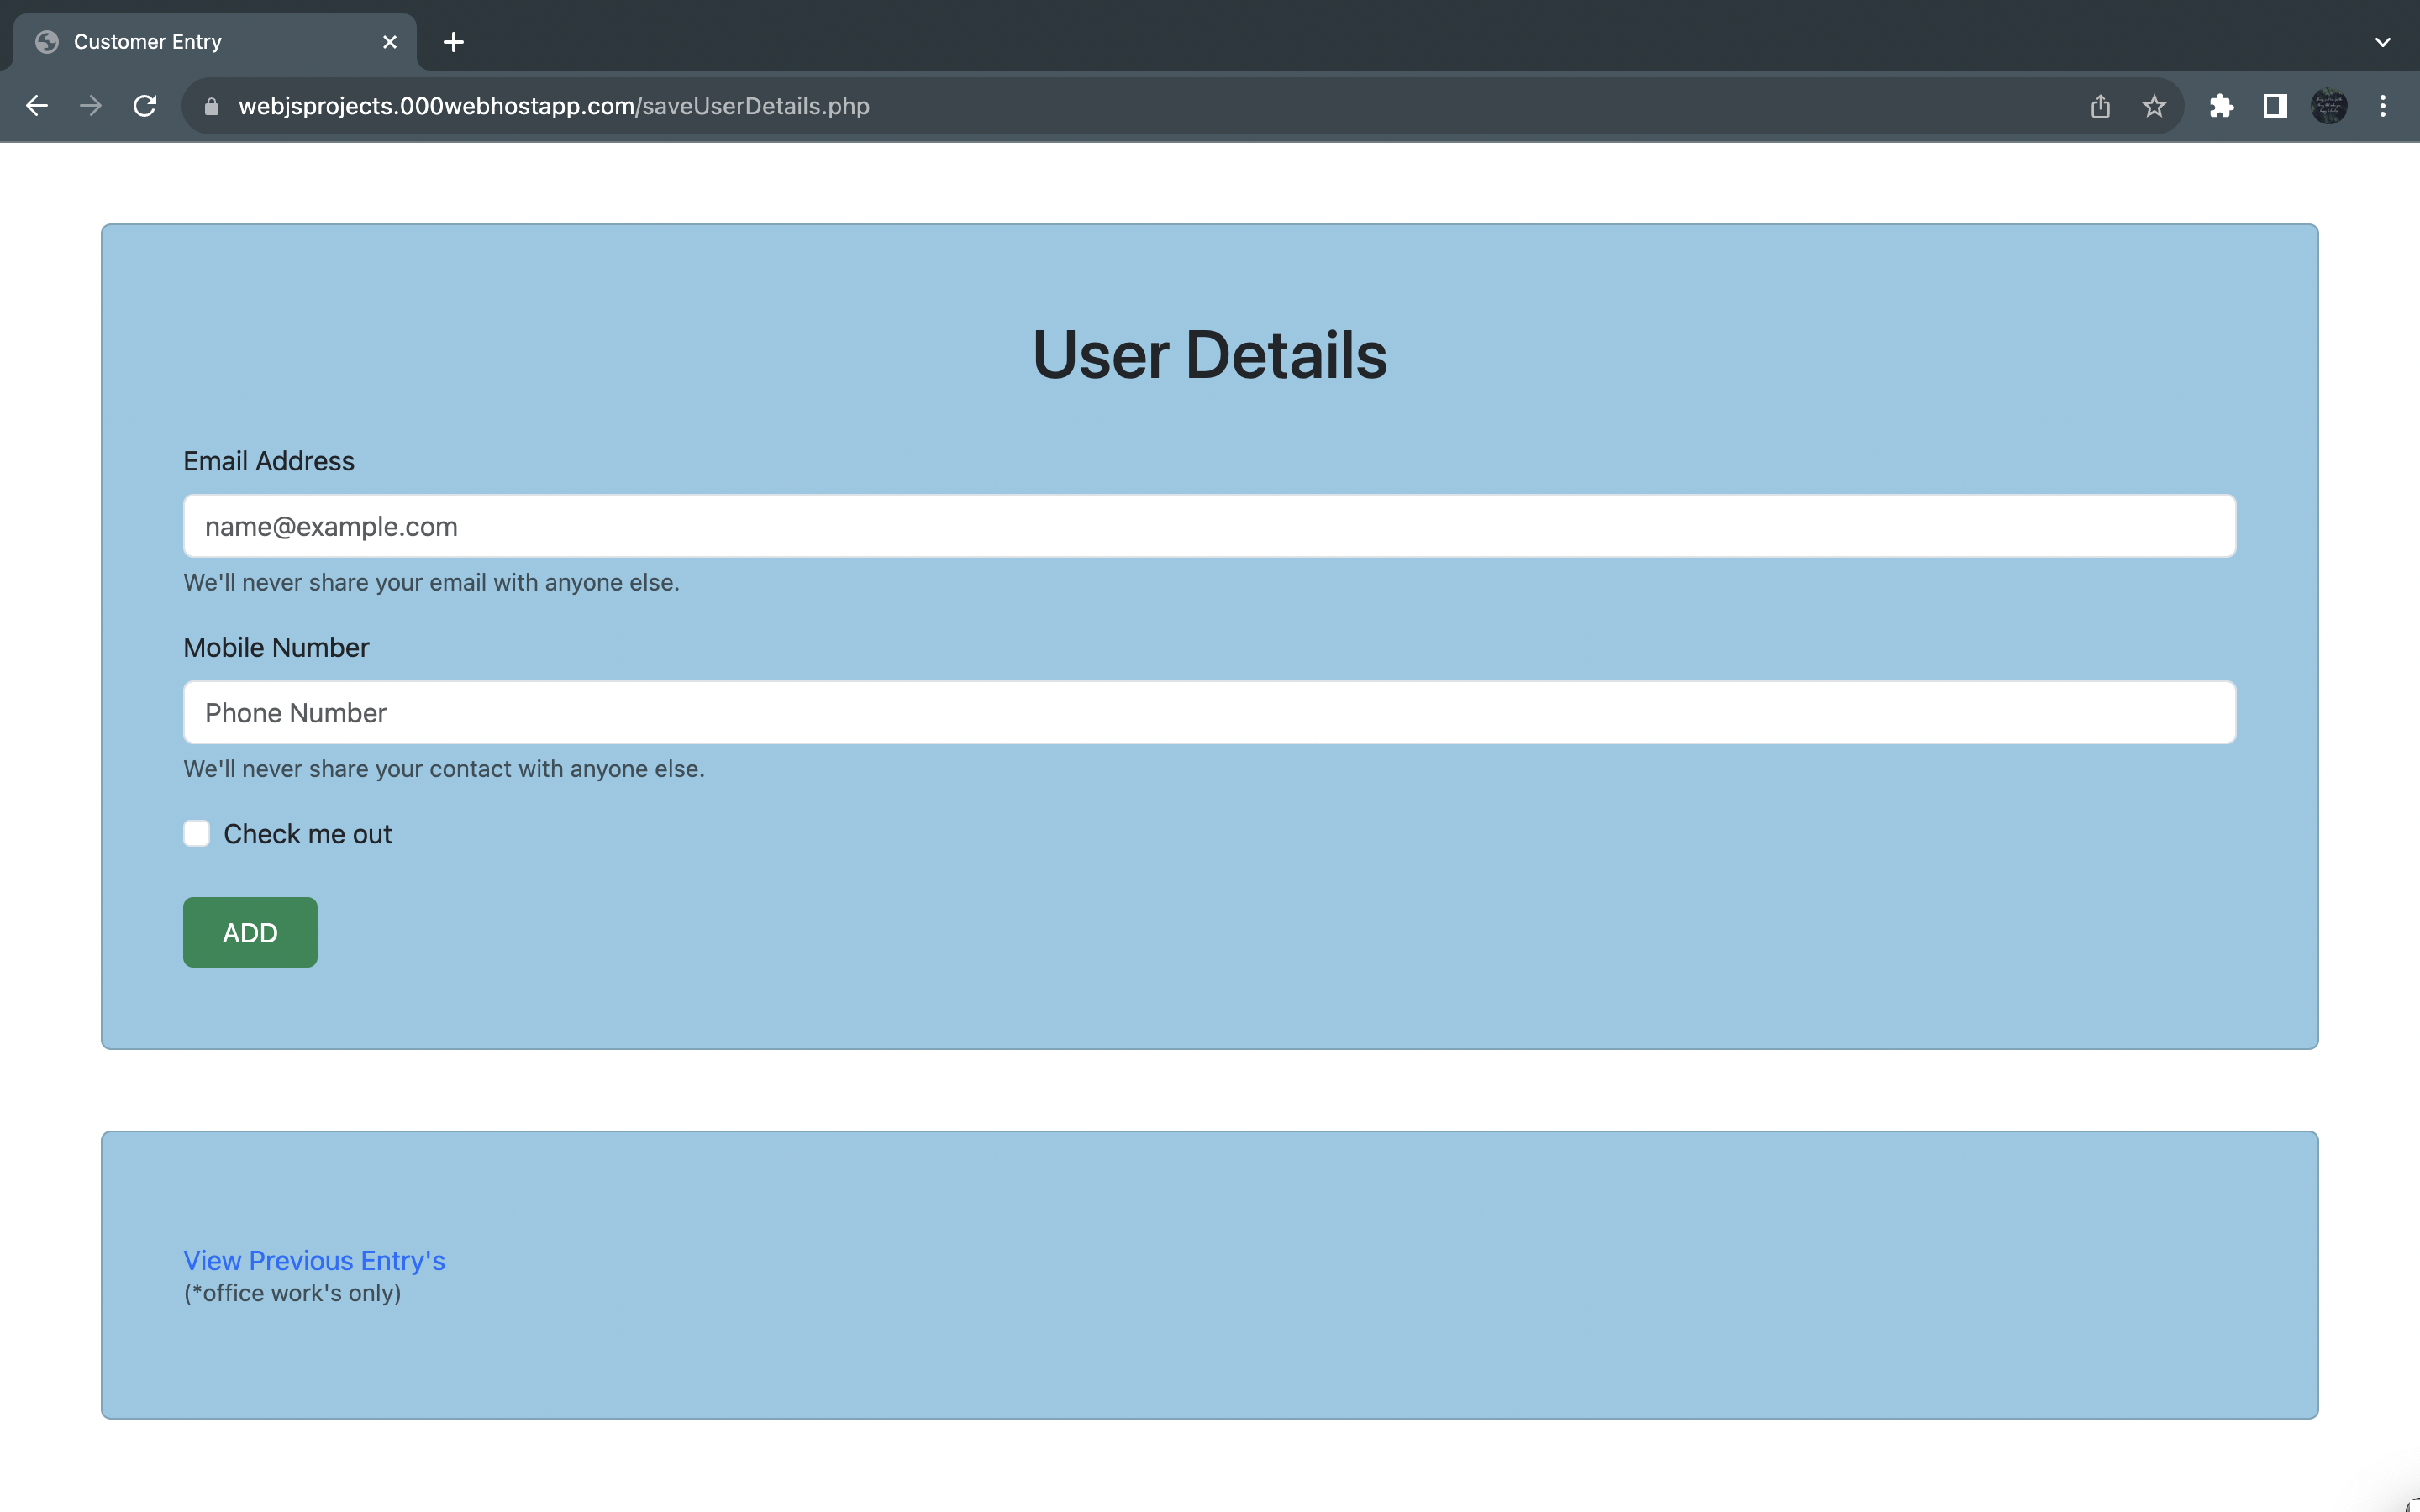 Customer Entry
webjsprojects.000webhostapp.com/saveUserDetails.php
User Details
Email Address
name@example.com
We'll never share your email with anyone else.
Mobile Number
Phone Number
We'll never share your contact with anyone else.
Check me out
ADD
View Previous Entry's
(*office work's only)